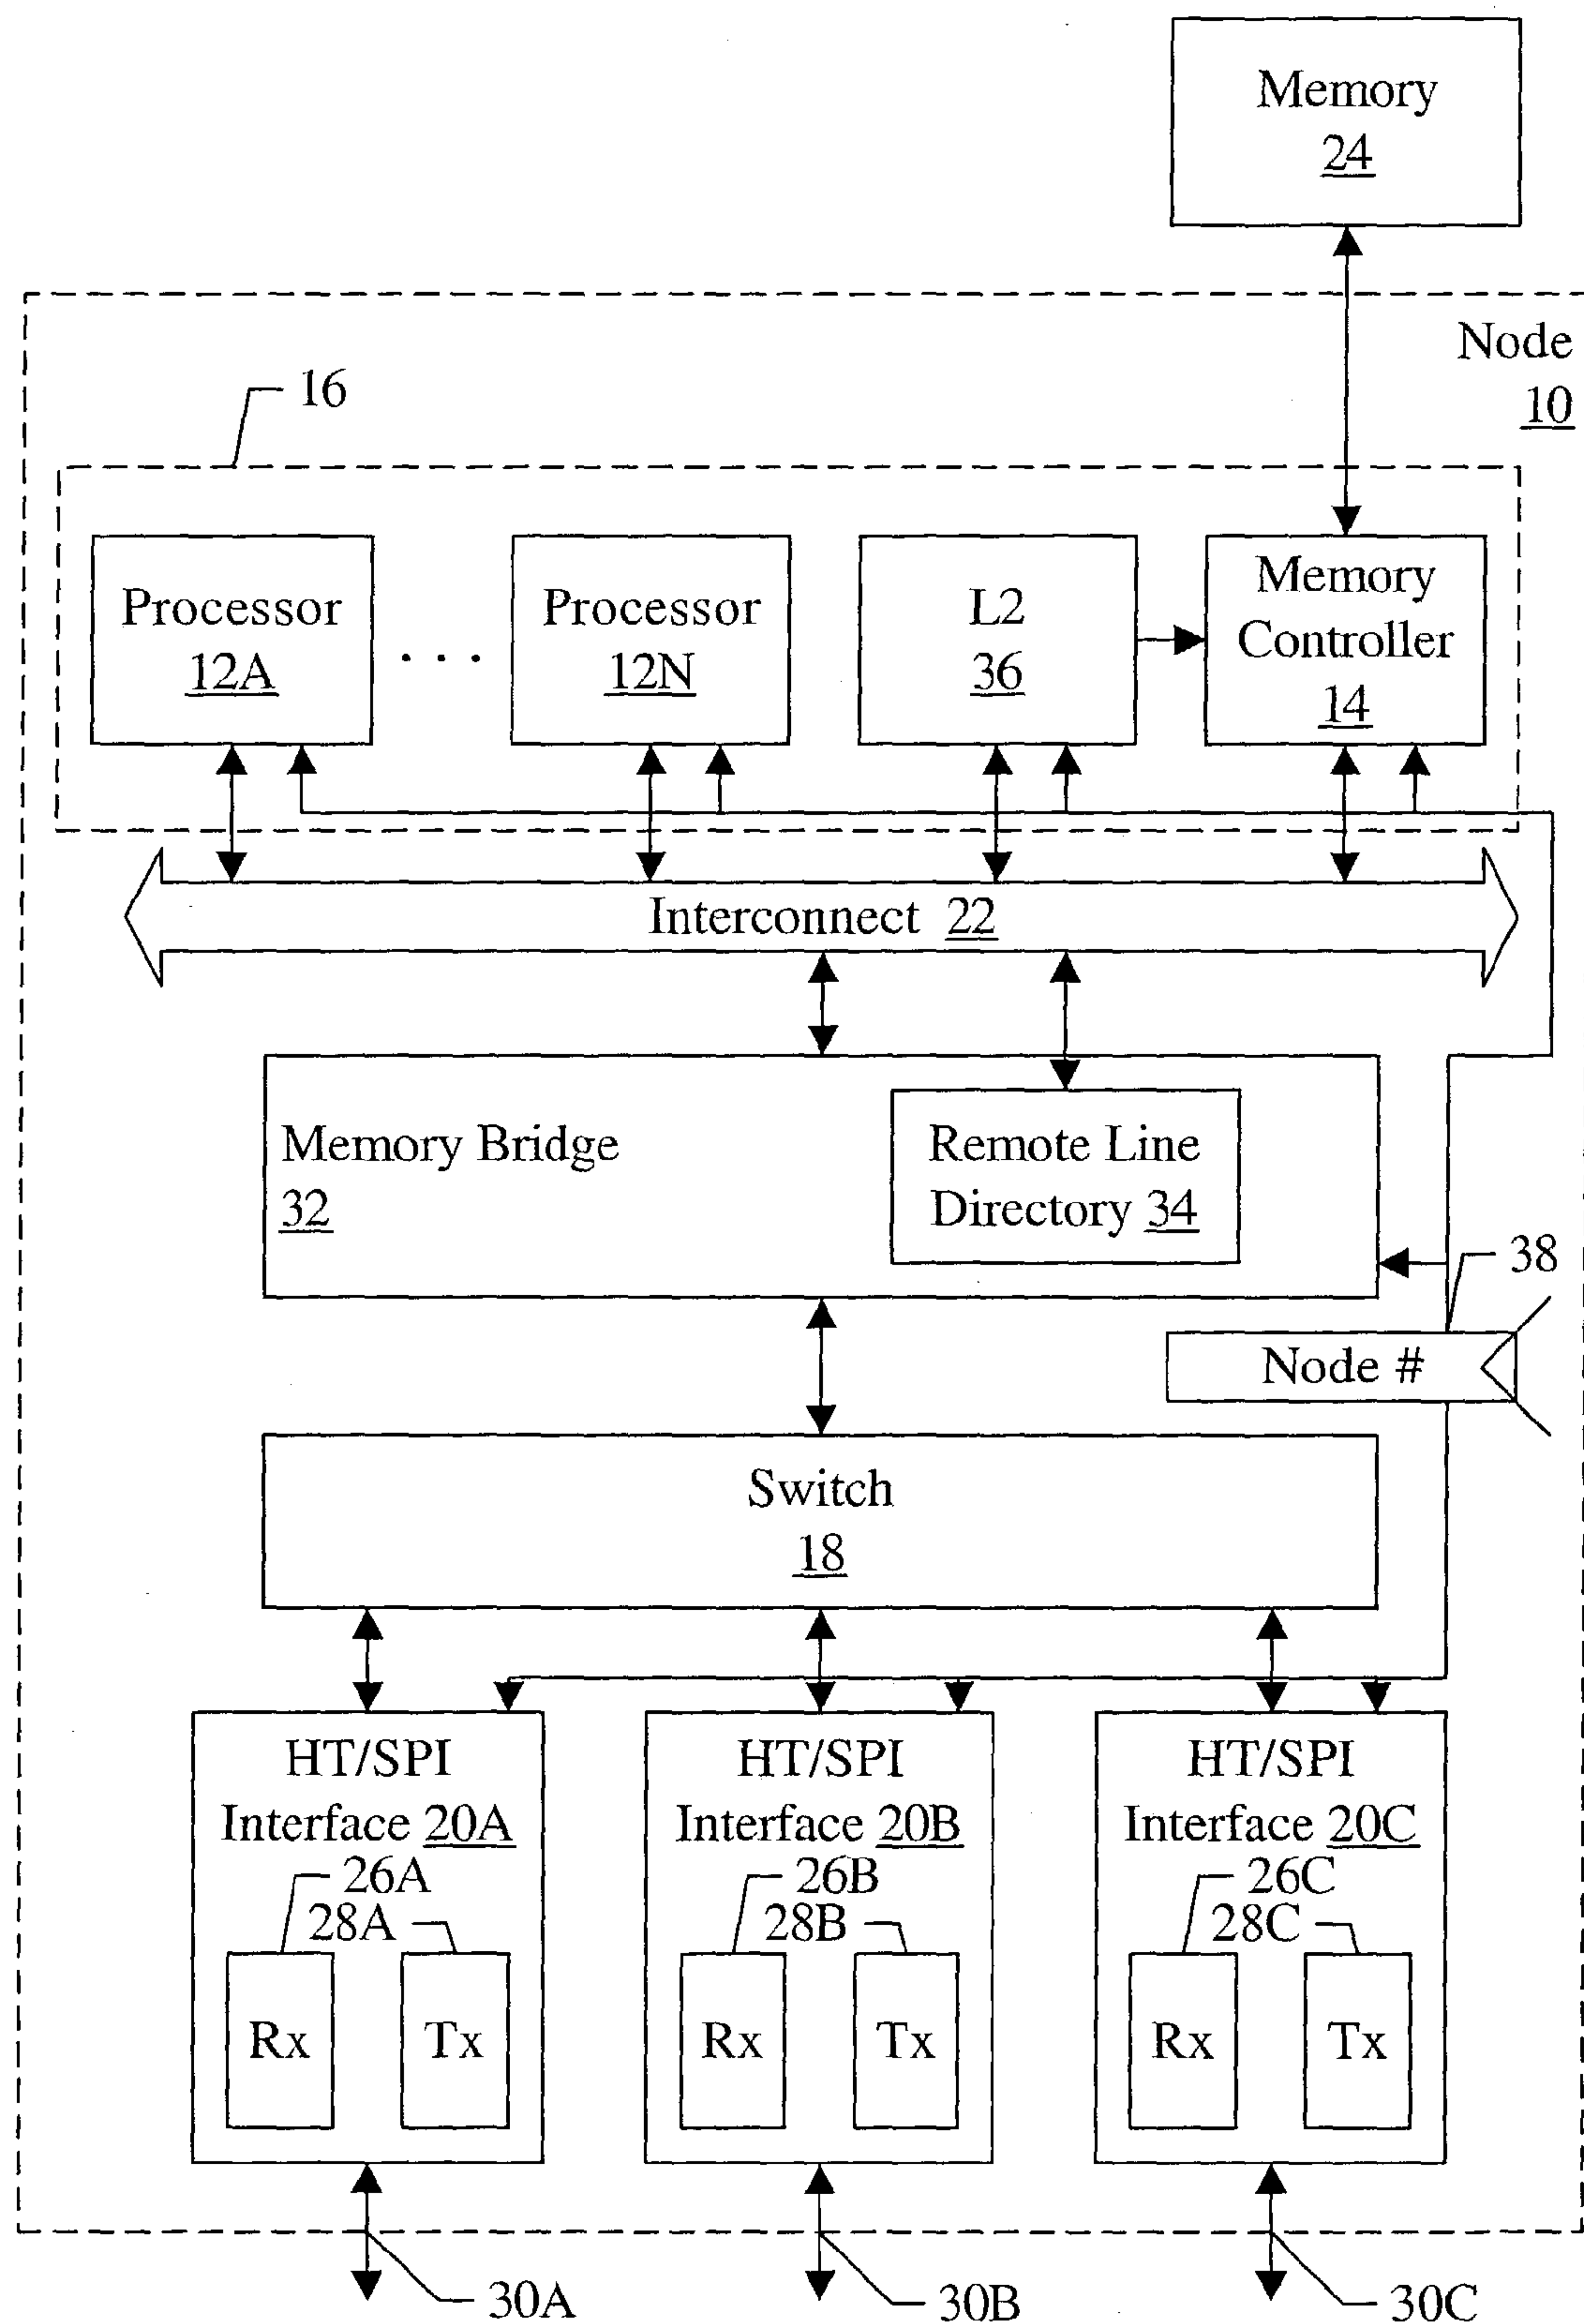 Memory
24
Node
10
16
Processor
12A
. . .
Processor
12N
L2
36
Memory
Controller
14
Interconnect 22
Memory Bridge
32
Remote Line
Directory 34
38
Node #
Switch
18
HT/SPI
Interface 20A
26A
28A
Rx
Tx
HT/SPI
Interface 20B
26B
28B
Rx
Tx
HT/SPI
Interface 20C
26C
28C
Rx
Tx
30A
30B
30C